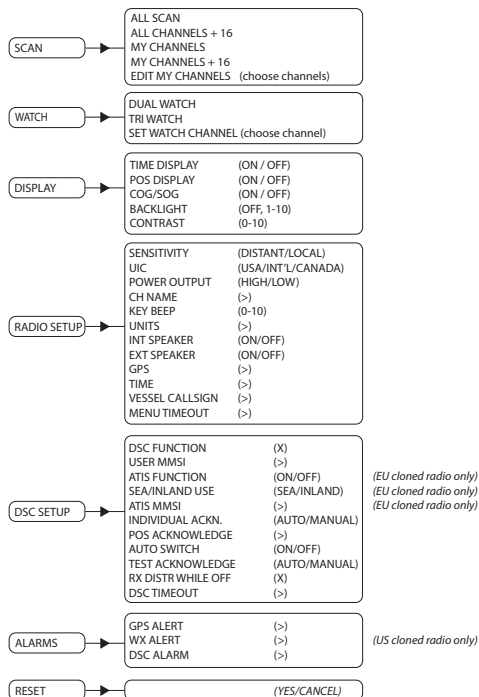 SCAN
ALL SCAN
ALL CHANNELS + 16
MY CHANNELS
MY CHANNELS + 16
EDIT MY CHANNELS (choose channels)
WATCH
DUAL WATCH
TRI WATCH
SET WATCH CHANNEL (choose channel)
DISPLAY
TIME DISPLAY (ON / OFF)
POS DISPLAY (ON / OFF)
COG/SOG (ON / OFF)
BACKLIGHT (OFF, 1-10)
CONTRAST (0-10)
RADIO SETUP
SENSITIVITY (DISTANT/LOCAL)
UIC (USA/INT'L/CANADA)
POWER OUTPUT (HIGH/LOW)
CH NAME (>)
KEY BEEP (0-10)
UNITS (>)
INT SPEAKER (ON/OFF)
EXT SPEAKER (ON/OFF)
GPS (>)
TIME (>)
VESSEL CALLSIGN (>)
MENU TIMEOUT (>)
DSC SETUP
DSC FUNCTION (X)
USER MMSI (>)
ATIS FUNCTION (ON/OFF) (EU cloned radio only)
SEA/INLAND USE (SEA/INLAND) (EU cloned radio only)
ATIS MMSI (>) (EU cloned radio only)
INDIVIDUAL ACKN. (AUTO/MANUAL)
POS ACKNOWLEDGE (>)
AUTO SWITCH (ON/OFF)
TEST ACKNOWLEDGE (AUTO/MANUAL)
RX DISTR WHILE OFF (X)
DSC TIMEOUT (>)
ALARMS
GPS ALERT (>)
WX ALERT (>) (US cloned radio only)
DSC ALARM (>)
RESET
(YES/CANCEL)